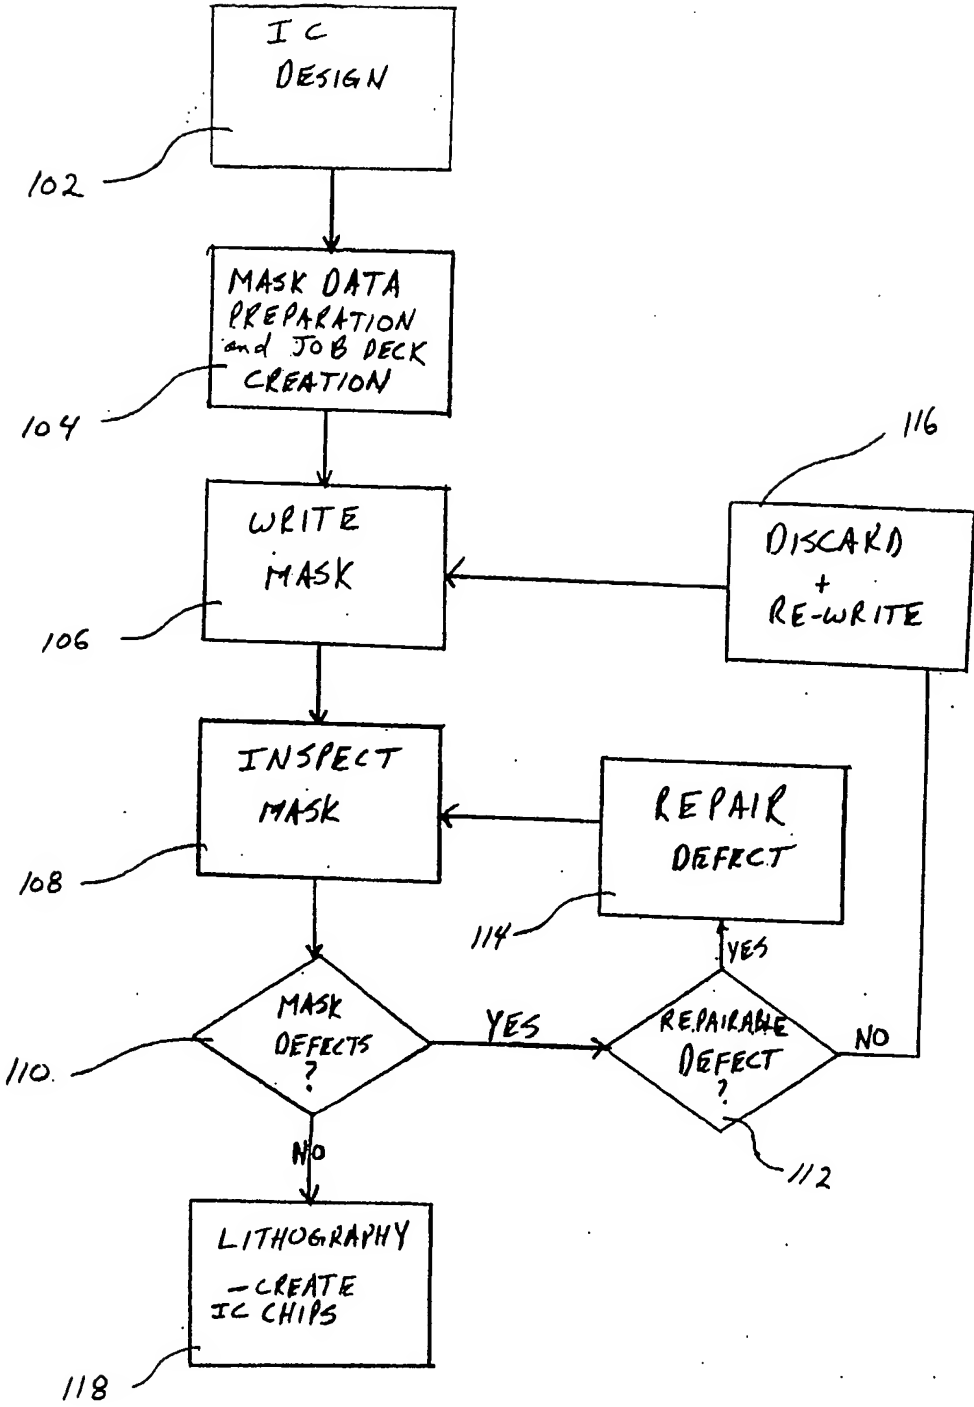 IC
DESIGN
102
MASK DATA
PREPARATION
and JOB DECK
CREATION
104
116
WRITE
MASK
106
DISCARD
+
RE-WRITE
INSPECT
MASK
108
REPAIR
DEFECT
114
YES
MASK
DEFECTS
?
110
YES
REPAIRABLE
DEFECT
?
NO
112
NO
LITHOGRAPHY
- CREATE
IC CHIPS
118